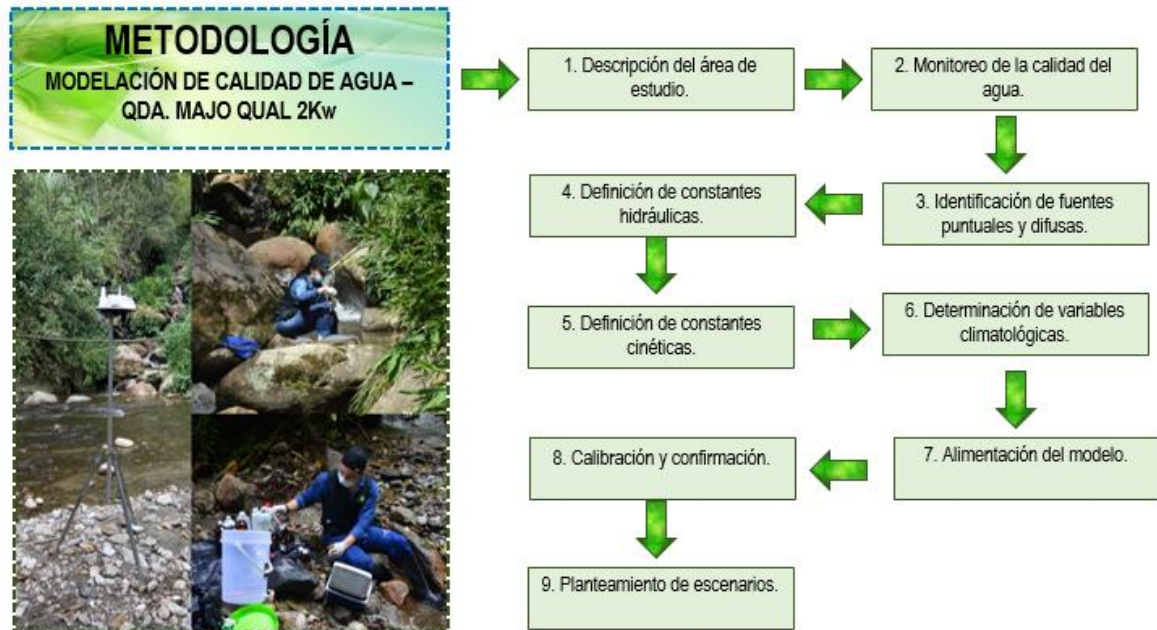 METODOLOGÍA
MODELACIÓN DE CALIDAD DE AGUA –
QDA. MAJO QUAL 2Kw
1. Descripción del área de
estudio.
2. Monitoreo de la calidad del
agua.
3. Identificación de fuentes
puntuales y difusas.
4. Definición de constantes
hidráulicas.
5. Definición de constantes
cinéticas.
6. Determinación de variables
climatológicas.
7. Alimentación del modelo.
8. Calibración y confirmación.
9. Planteamiento de escenarios.